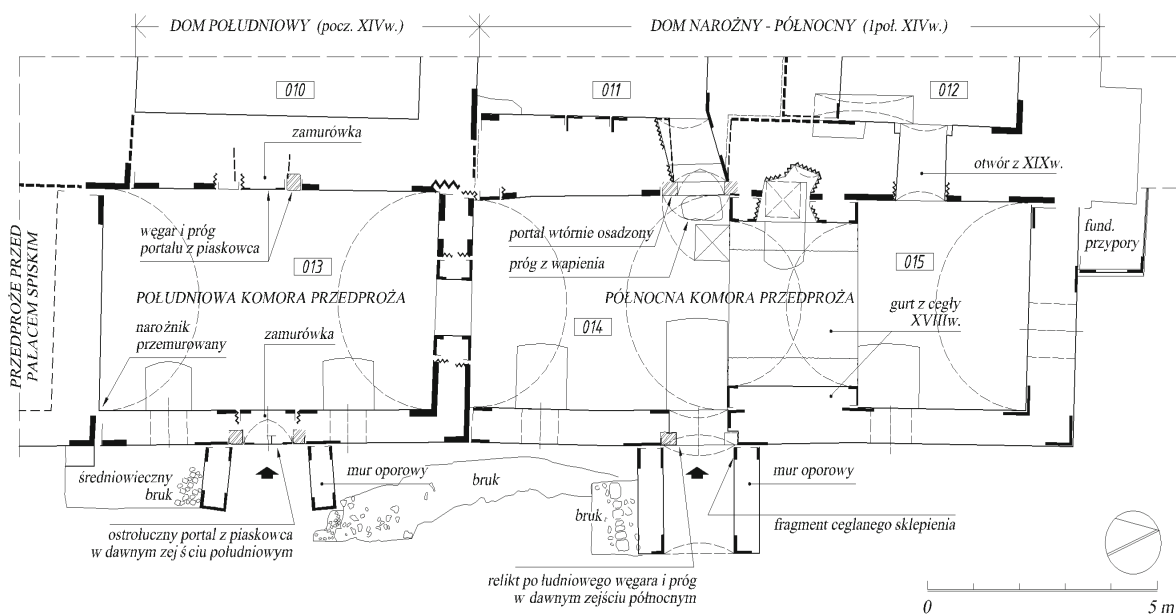 DOM POŁUDNIOWY (pocz. XIVw.)
DOM NAROŻNY - PÓŁNOCNY (1poł. XIVw.)
010
011
012
zamurówka
otwór z XIXw.
węgar i próg
portalu z piaskowca
portal wtórnie osadzony
próg z wapienia
fund.
przypory
013
015
PRZEDPROŻE PRZED
PAŁACEM SPISKIM
POŁUDNIOWA KOMORA PRZEDPROŻA
PÓŁNOCNA KOMORA PRZEDPROŻA
014
gurt z cegły
XVIIIw.
narożnik
przemurowany
zamurówka
średniowieczny
bruk
mur oporowy
bruk
bruk
mur oporowy
ostrołuczny portal z piaskowca
w dawnym zej ś ciu południowym
fragment ceglanego sklepienia
relikt po łudniowego węgara i próg
w dawnym zejściu północnym
0
5 m